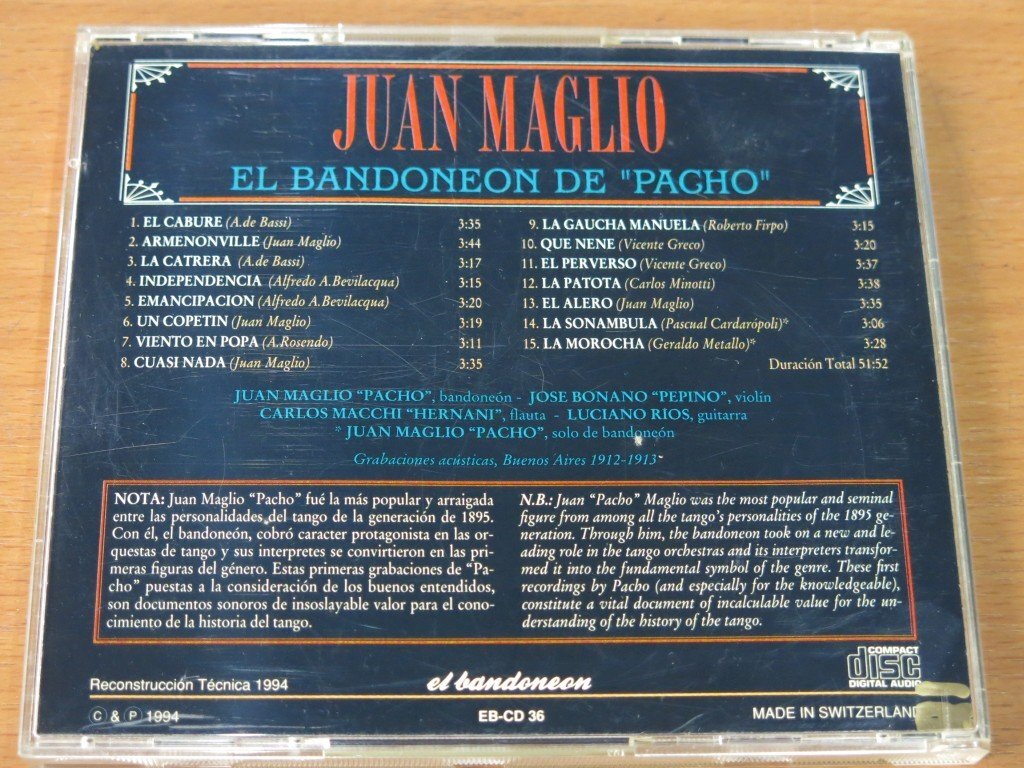 JUAN MAGLIO
EL BANDONEON DE "PACHO"
1. EL CABURE (A.de Bassi) 3:35
2. ARMENONVILLE (Juan Maglio) 3:44
3. LA CATRERA (A.de Bassi) 3:17
4. INDEPENDENCIA (Alfredo A.Bevilacqua) 3:15
5. EMANCIPACION (Alfredo A.Bevilacqua) 3:20
6. UN COPETIN (Juan Maglio) 3:19
7. VIENTO EN POPA (A.Rosendo) 3:11
8. CUASI NADA (Juan Maglio) 3:35
9. LA GAUCHA MANUELA (Roberto Firpo) 3:15
10. QUE NENE (Vicente Greco) 3:20
11. EL PERVERSO (Vicente Greco) 3:37
12. LA PATOTA (Carlos Minotti) 3:38
13. EL ALERO (Juan Maglio) 3:35
14. LA SONAMBULA (Pascual Cardarópoli)* 3:06
15. LA MOROCHA (Geraldo Metallo)* 3:28
Duración Total 51:52
JUAN MAGLIO “PACHO”, bandoneón - JOSE BONANO “PEPINO”, violín
CARLOS MACCHI “HERNANI”, flauta - LUCIANO RIOS, guitarra
* JUAN MAGLIO “PACHO”, solo de bandoneón
Grabaciones acústicas, Buenos Aires 1912-1913
NOTA: Juan Maglio “Pacho” fué la más popular y arraigada
entre las personalidades del tango de la generación de 1895.
Con él, el bandoneón, cobró caracter protagonista en las or-
questas de tango y sus interpretes se convirtieron en las pri-
meras figuras del género. Estas primeras grabaciones de “Pa-
cho” puestas a la consideración de los buenos entendidos,
son documentos sonoros de insoslayable valor para el cono-
cimiento de la historia del tango.
N.B.: Juan “Pacho” Maglio was the most popular and seminal
figure from among all the tango's personalities of the 1895 ge-
neration. Through him, the bandoneon took on a new and le-
ading role in the tango orchestras and its interpreters transfor-
med it into the fundamental symbol of the genre. These first
recordings by Pacho (and especially for the knowledgeable),
constitute a vital document of incalculable value for the un-
derstanding of the history of the tango.
COMPACT
disc
DIGITAL AUDIO
Reconstrucción Técnica 1994
el bandoneon
© & ℗ 1994
EB-CD 36
MADE IN SWITZERLAND